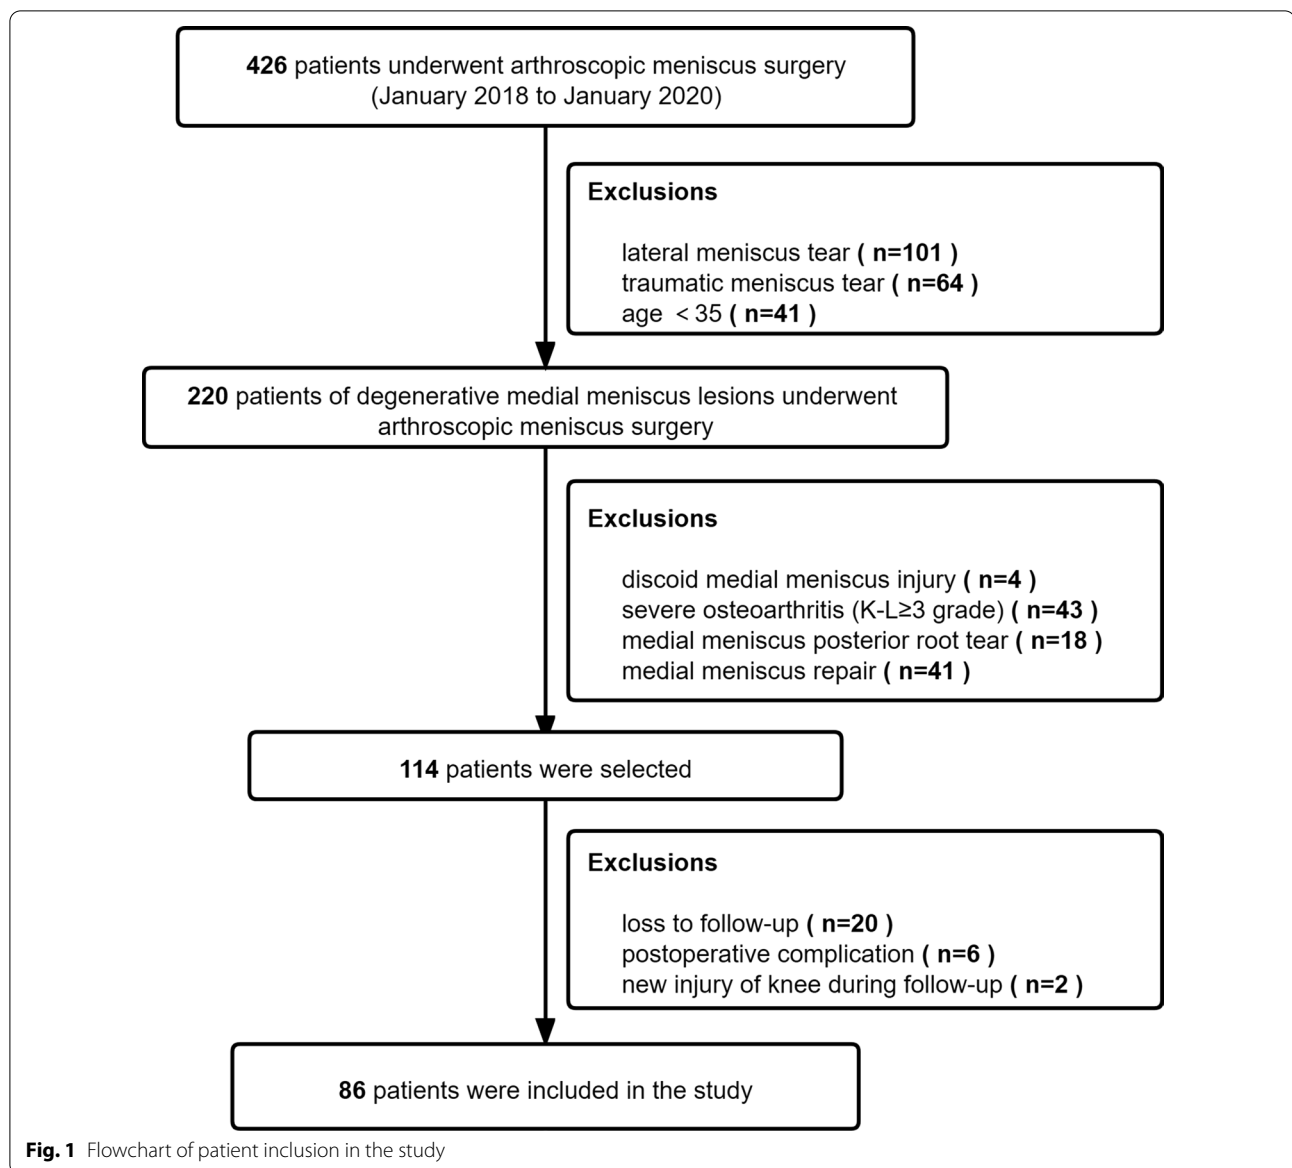 426 patients underwent arthroscopic meniscus surgery
(January 2018 to January 2020)
Exclusions
lateral meniscus tear ( n=101 )
traumatic meniscus tear ( n=64 )
age < 35 ( n=41 )
220 patients of degenerative medial meniscus lesions underwent
arthroscopic meniscus surgery
Exclusions
discoid medial meniscus injury ( n=4 )
severe osteoarthritis (K-L≥3 grade) ( n=43 )
medial meniscus posterior root tear ( n=18 )
medial meniscus repair ( n=41 )
114 patients were selected
Exclusions
loss to follow-up ( n=20 )
postoperative complication ( n=6 )
new injury of knee during follow-up ( n=2 )
86 patients were included in the study
Fig. 1 Flowchart of patient inclusion in the study